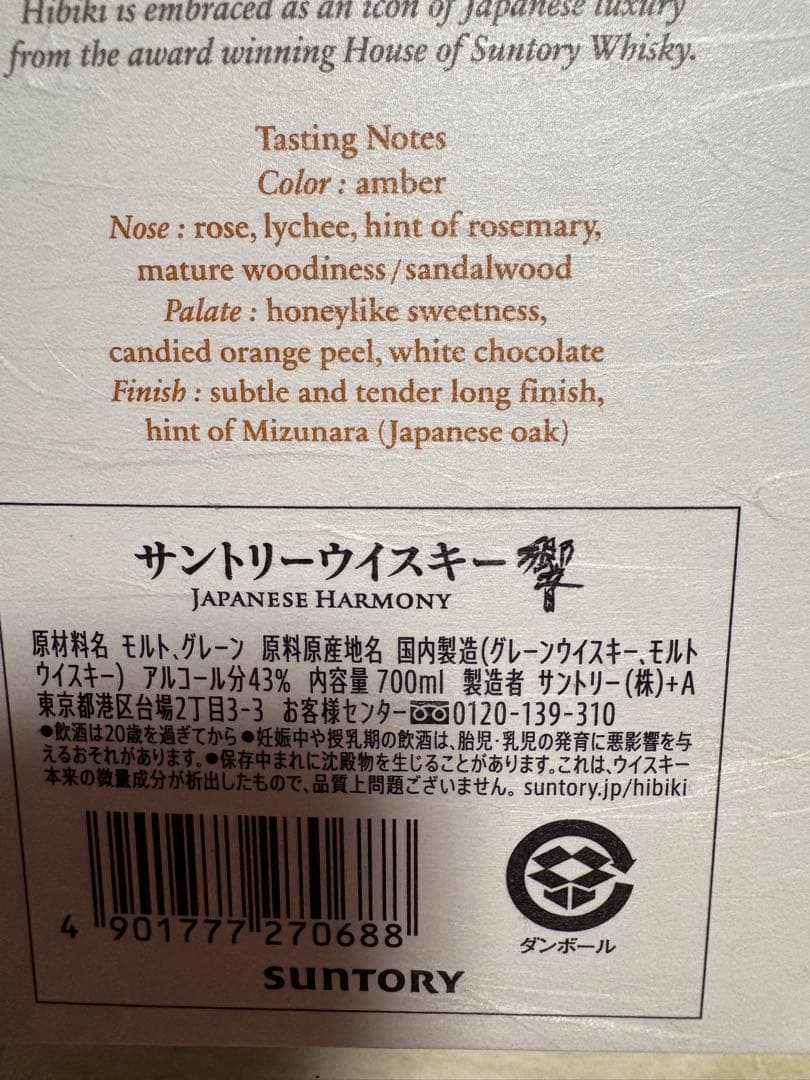 Hibiki is embraced as an icon of Japanese luxury
from the award winning House of Suntory Whisky.
Tasting Notes
Color : amber
Nose : rose, lychee, hint of rosemary,
mature woodiness/sandalwood
Palate : honeylike sweetness,
candied orange peel, white chocolate
Finish : subtle and tender long finish,
hint of Mizunara (Japanese oak)
サントリーウイスキー響
JAPANESE HARMONY
原材料名 モルト、グレーン 原料原産地名 国内製造(グレーンウイスキー、モルト
ウイスキー) アルコール分43% 内容量 700ml 製造者 サントリー(株)+A
東京都港区台場2丁目3-3 お客様センター0120-139-310
●飲酒は20歳を過ぎてから●妊娠中や授乳期の飲酒は、胎児・乳児の発育に悪影響を与
えるおそれがあります。●保存中まれに沈殿物を生じることがあります。これは、ウイスキー
本来の微量成分が析出したもので、品質上問題ございません。 suntory.jp/hibiki
4 901777 270688
ダンボール
SUNTORY